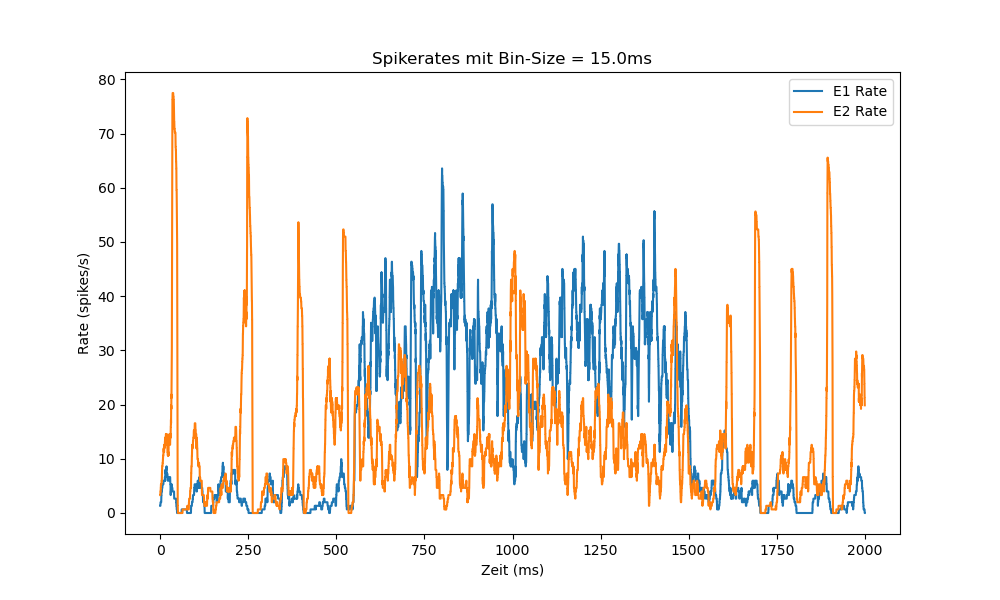 Spikerates mit Bin-Size = 15.0ms
E1 Rate
E2 Rate
Rate (spikes/s)
80
70
60
50
40
30
20
10
0
0 250 500 750 1000 1250 1500 1750 2000
Zeit (ms)